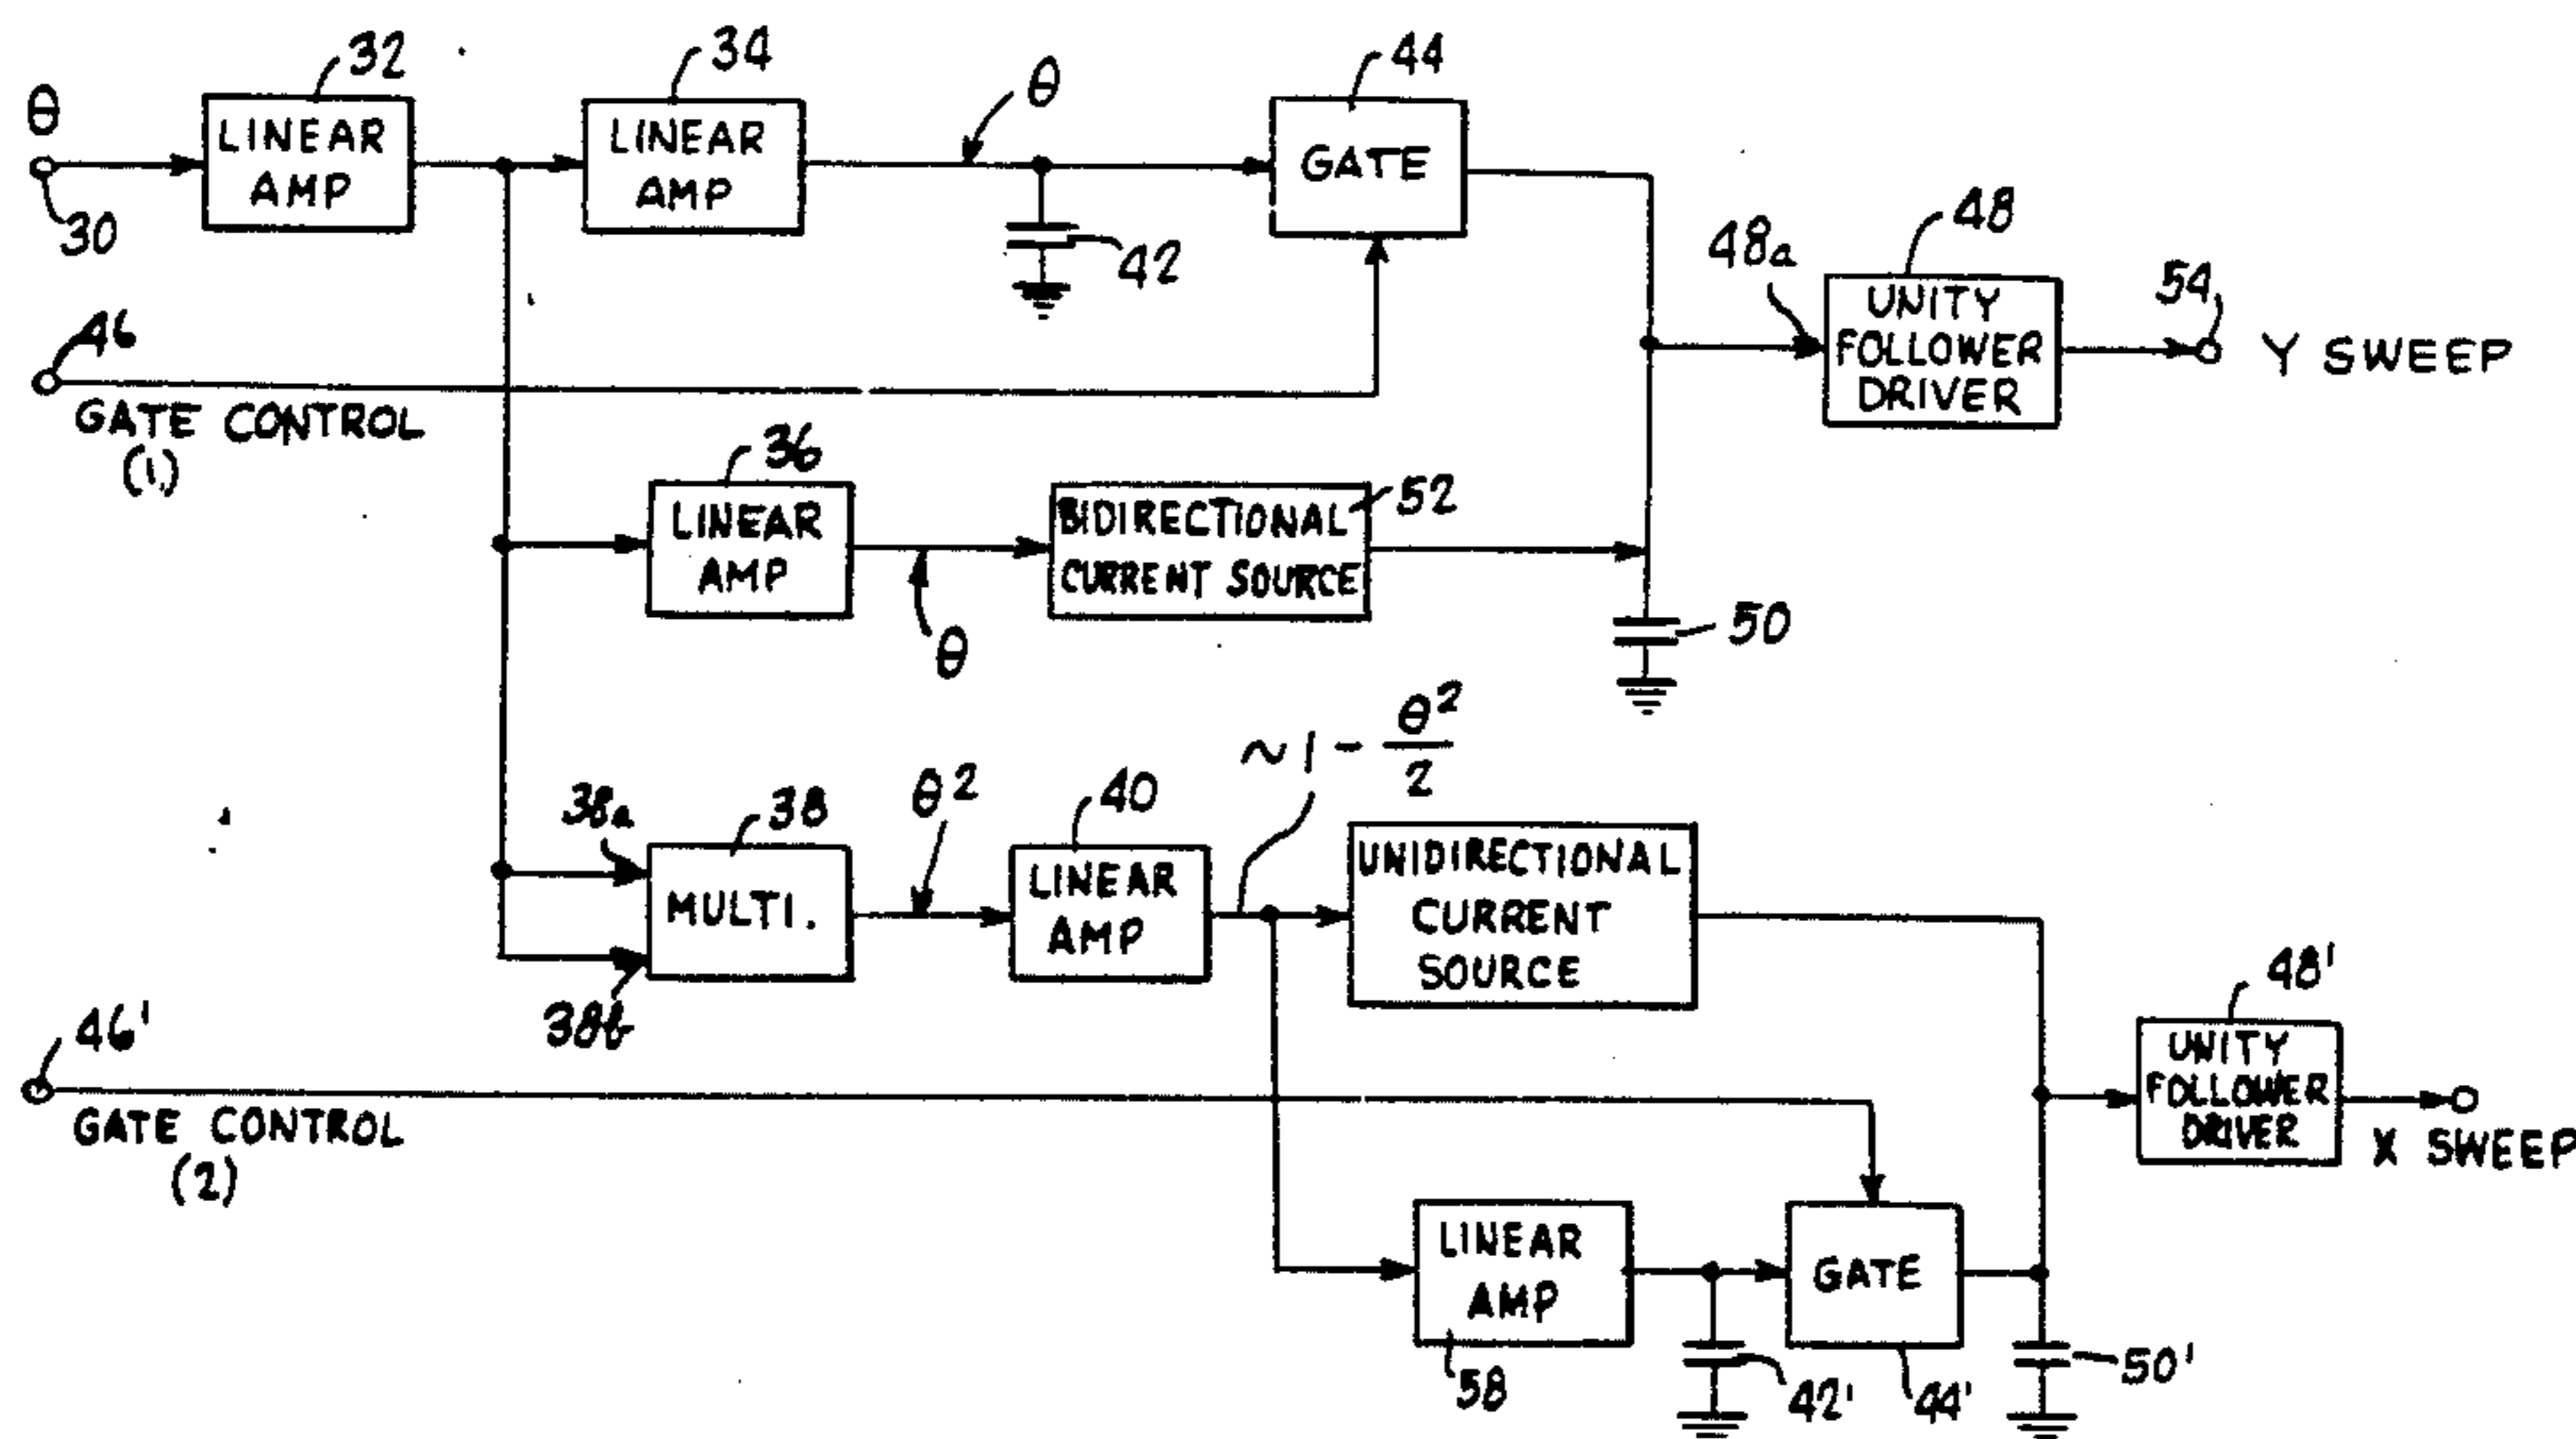 θ
30
32
LINEAR
AMP
34
LINEAR
AMP
θ
42
44
GATE
46
GATE CONTROL
(1)
48a
48
UNITY
FOLLOWER
DRIVER
54
Y SWEEP
36
LINEAR
AMP
θ
BIDIRECTIONAL
CURRENT SOURCE
52
50
38a
38b
38
MULTI.
θ2
40
LINEAR
AMP
~1 - θ2
2
UNIDIRECTIONAL
CURRENT
SOURCE
46'
GATE CONTROL
(2)
48'
UNITY
FOLLOWER
DRIVER
X SWEEP
LINEAR
AMP
58
42'
GATE
44'
50'